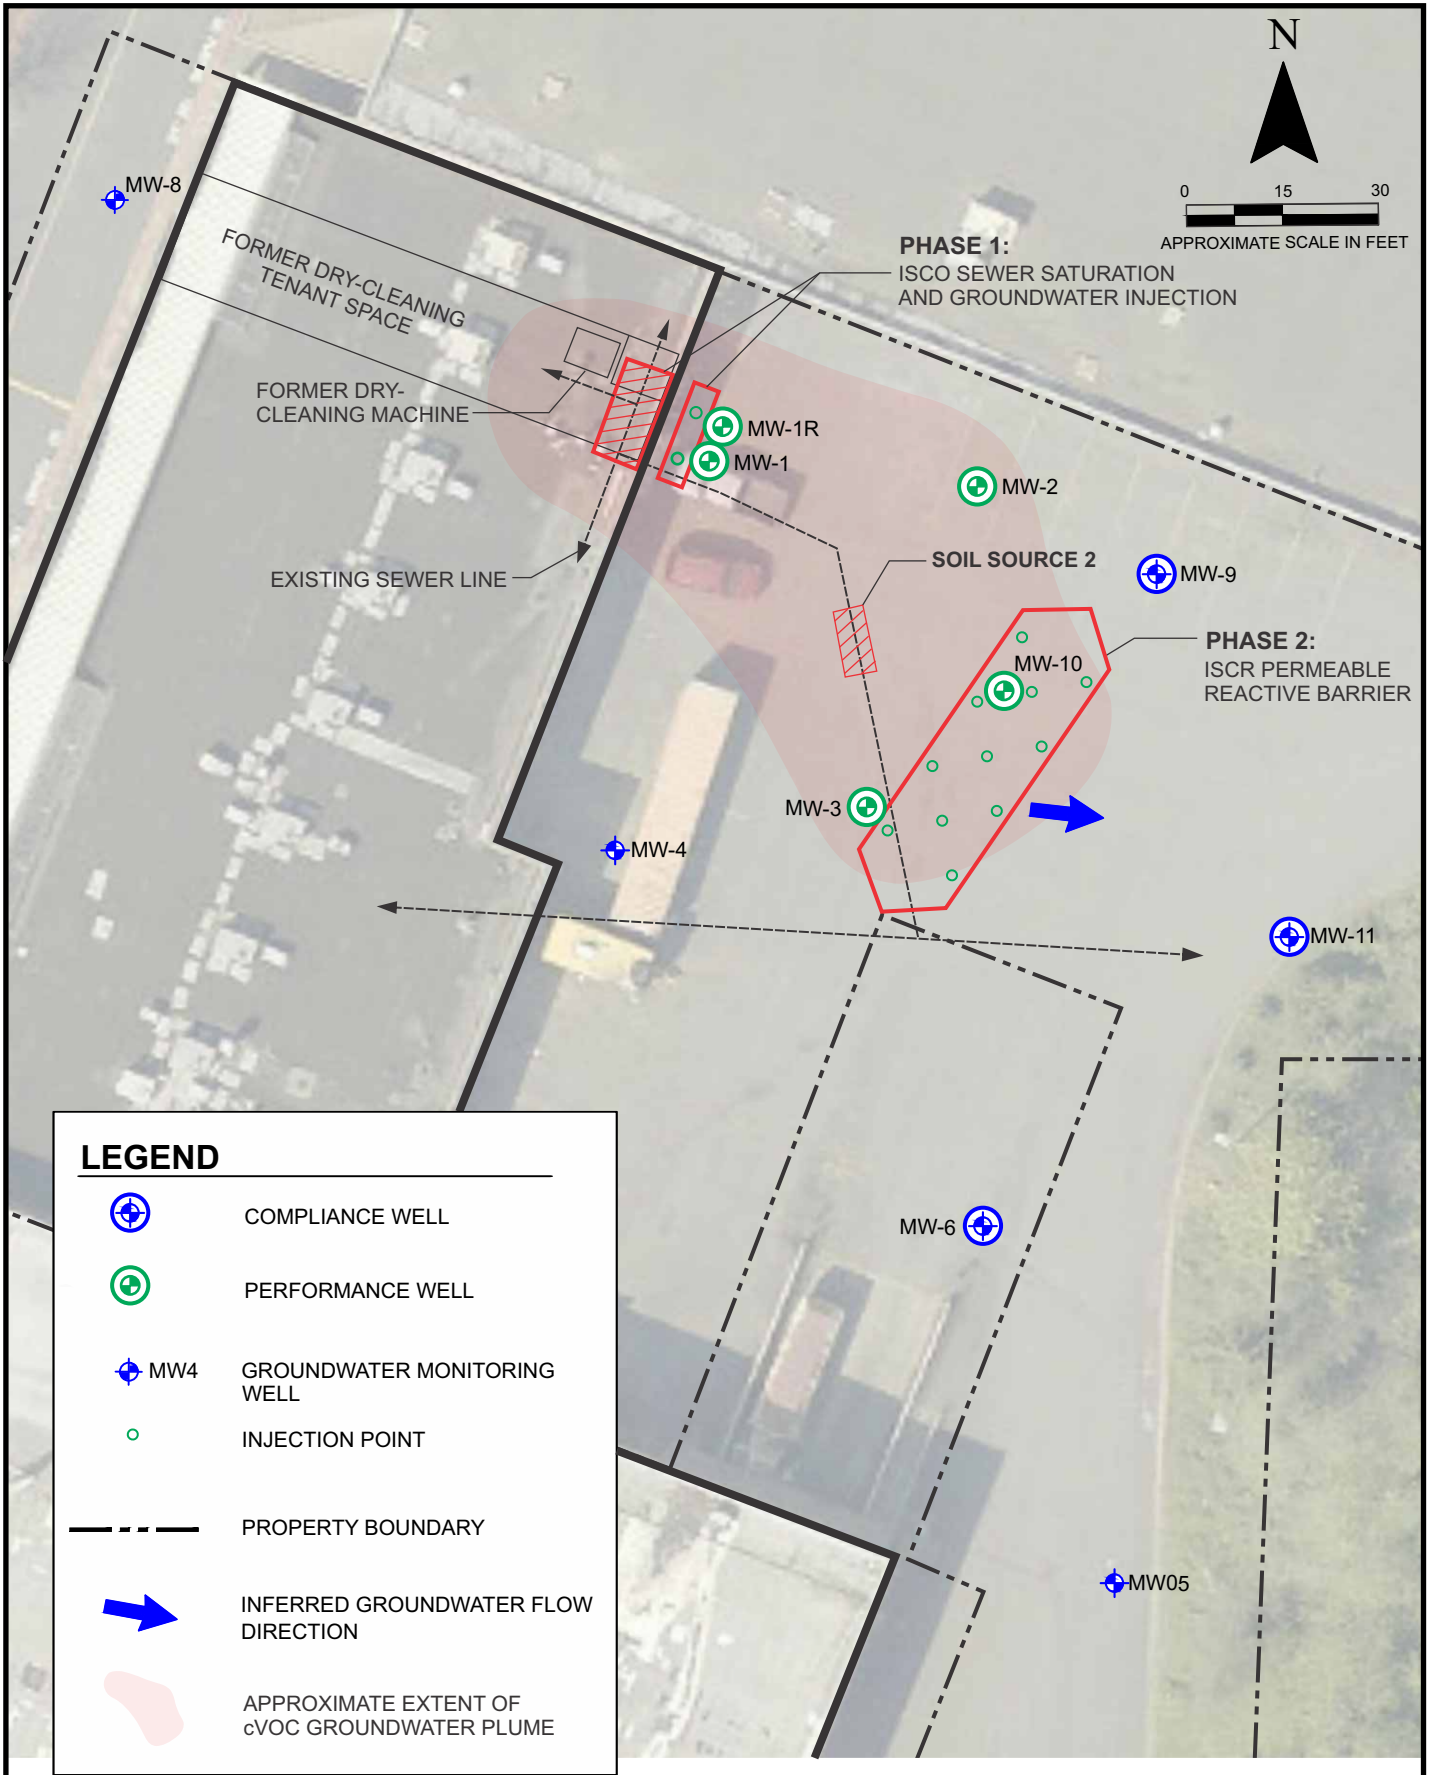 N
0 15 30
APPROXIMATE SCALE IN FEET
MW-8
FORMER DRY-CLEANING
TENANT SPACE
PHASE 1:
ISCO SEWER SATURATION
AND GROUNDWATER INJECTION
FORMER DRY-
CLEANING MACHINE
MW-1R
MW-1
MW-2
EXISTING SEWER LINE
SOIL SOURCE 2
MW-9
PHASE 2:
ISCR PERMEABLE
REACTIVE BARRIER
MW-10
MW-3
MW-4
MW-11
MW-6
MW05
LEGEND
COMPLIANCE WELL
PERFORMANCE WELL
MW4 GROUNDWATER MONITORING
WELL
INJECTION POINT
PROPERTY BOUNDARY
INFERRED GROUNDWATER FLOW
DIRECTION
APPROXIMATE EXTENT OF
cVOC GROUNDWATER PLUME